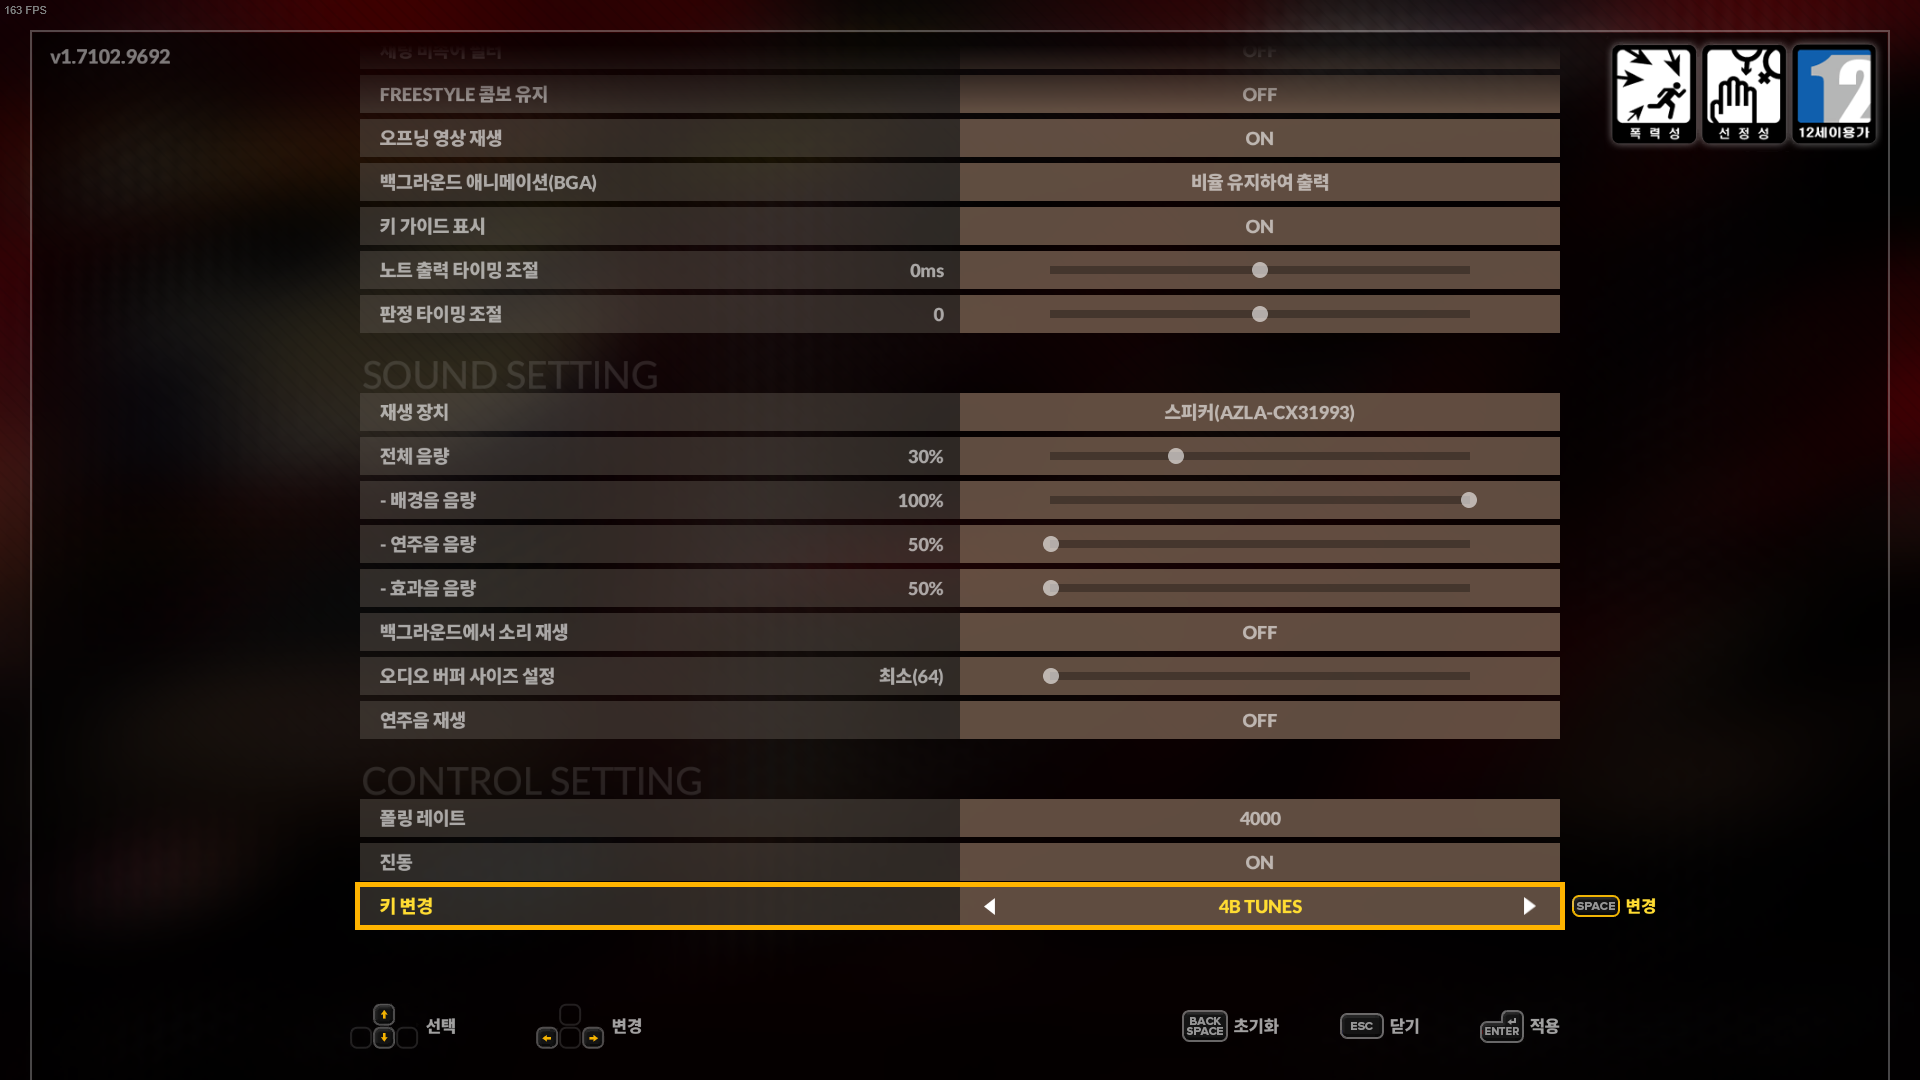 163 FPS
v1.7102.9692
채팅 비속어 필터 OFF
FREESTYLE 콤보 유지 OFF
오프닝 영상 재생 ON
백그라운드 애니메이션(BGA) 비율 유지하여 출력
키 가이드 표시 ON
노트 출력 타이밍 조절 0ms
판정 타이밍 조절 0
폭력성
선정성
12세이용가
SOUND SETTING
재생 장치 스피커(AZLA-CX31993)
전체 음량 30%
- 배경음 음량 100%
- 연주음 음량 50%
- 효과음 음량 50%
백그라운드에서 소리 재생 OFF
오디오 버퍼 사이즈 설정 최소(64)
연주음 재생 OFF
CONTROL SETTING
폴링 레이트 4000
진동 ON
키 변경 4B TUNES SPACE 변경
선택 변경 BACK SPACE 초기화 ESC 닫기 ENTER 적용